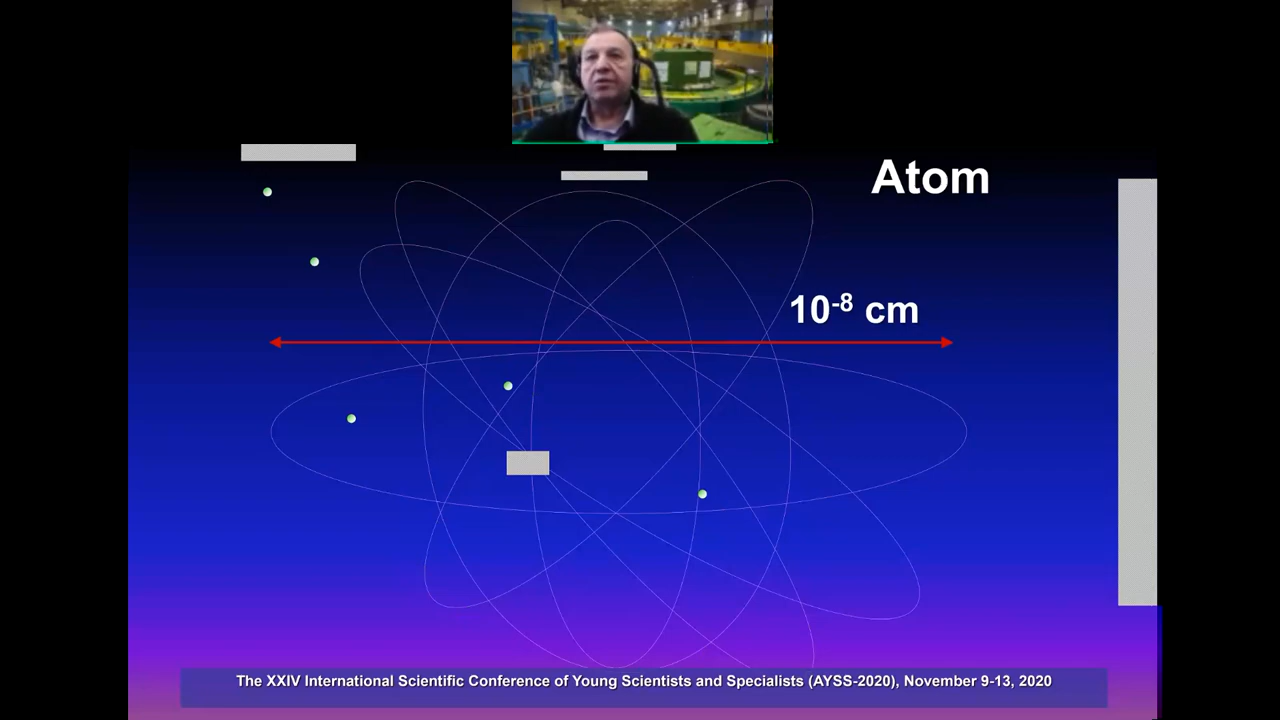 Atom
10⁻⁸ cm
The XXIV International Scientific Conference of Young Scientists and Specialists (AYSS-2020), November 9-13, 2020